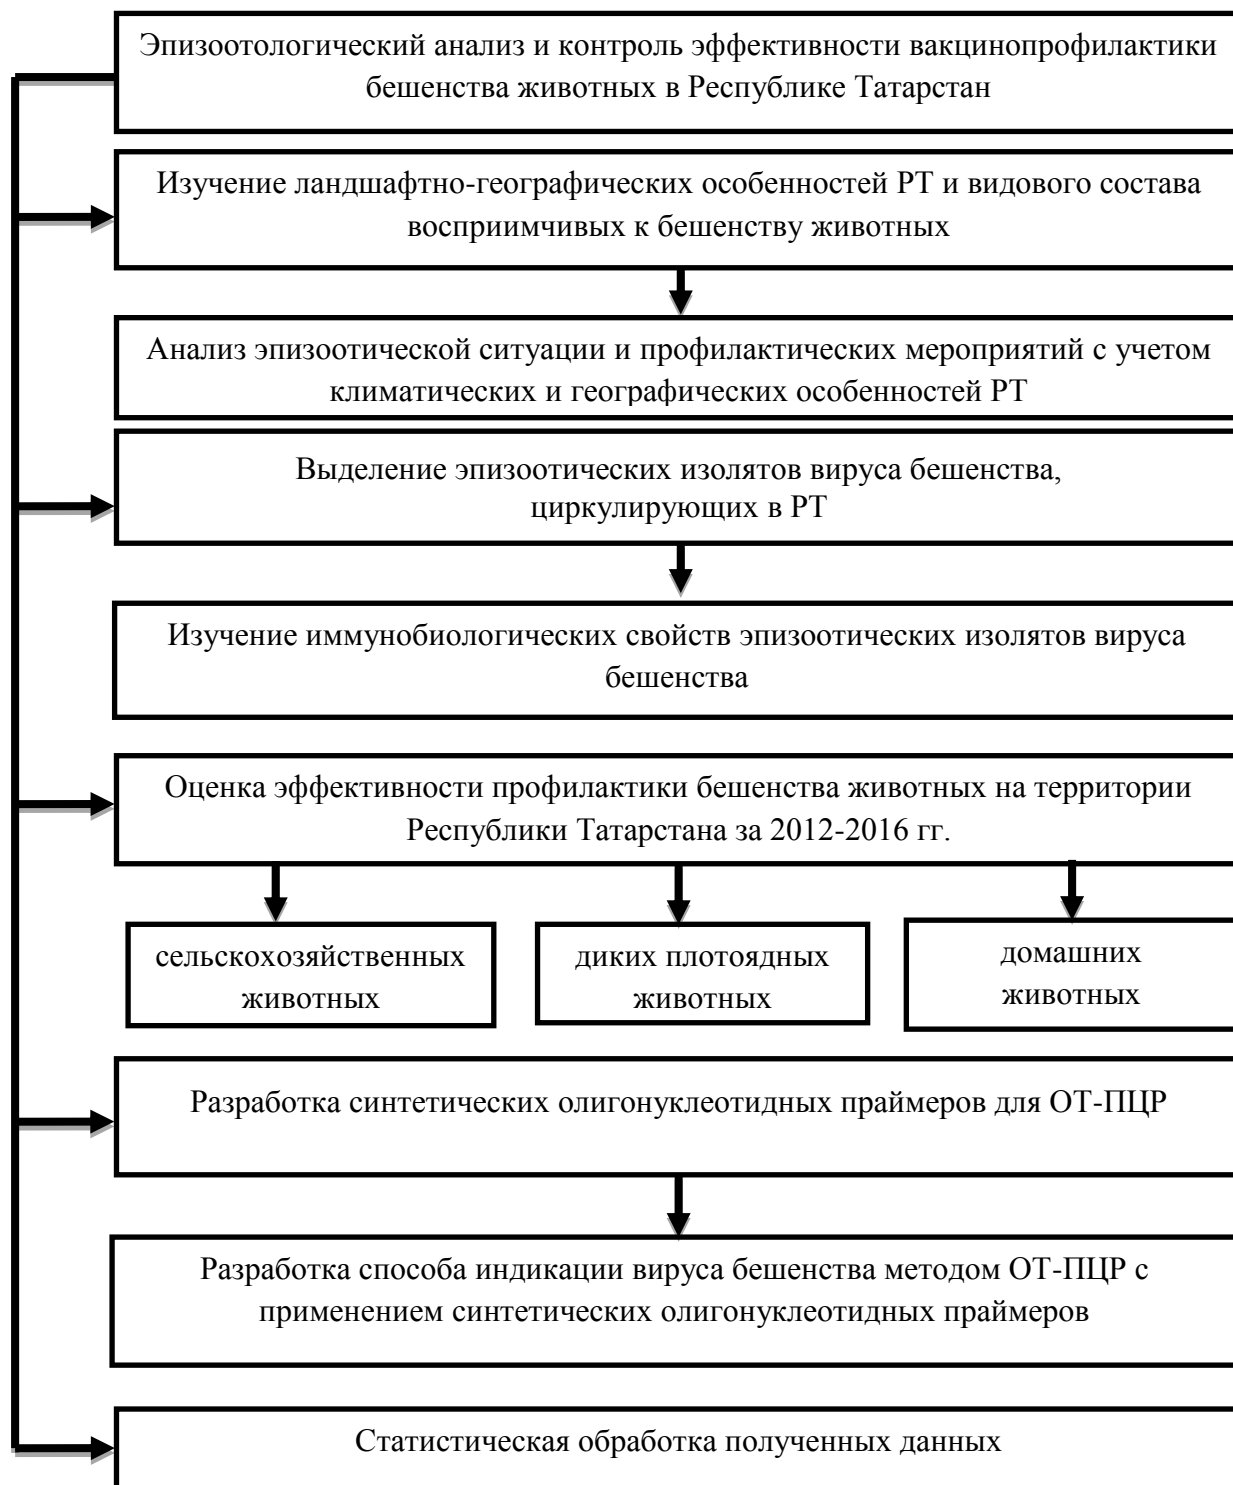 Эпизоотологический анализ и контроль эффективности вакцинопрофилактики
бешенства животных в Республике Татарстан
Изучение ландшафтно-географических особенностей РТ и видового состава
восприимчивых к бешенству животных
Анализ эпизоотической ситуации и профилактических мероприятий с учетом
климатических и географических особенностей РТ
Выделение эпизоотических изолятов вируса бешенства,
циркулирующих в РТ
Изучение иммунобиологических свойств эпизоотических изолятов вируса
бешенства
Оценка эффективности профилактики бешенства животных на территории
Республики Татарстана за 2012-2016 гг.
сельскохозяйственных
животных
диких плотоядных
животных
домашних
животных
Разработка синтетических олигонуклеотидных праймеров для ОТ-ПЦР
Разработка способа индикации вируса бешенства методом ОТ-ПЦР с
применением синтетических олигонуклеотидных праймеров
Статистическая обработка полученных данных